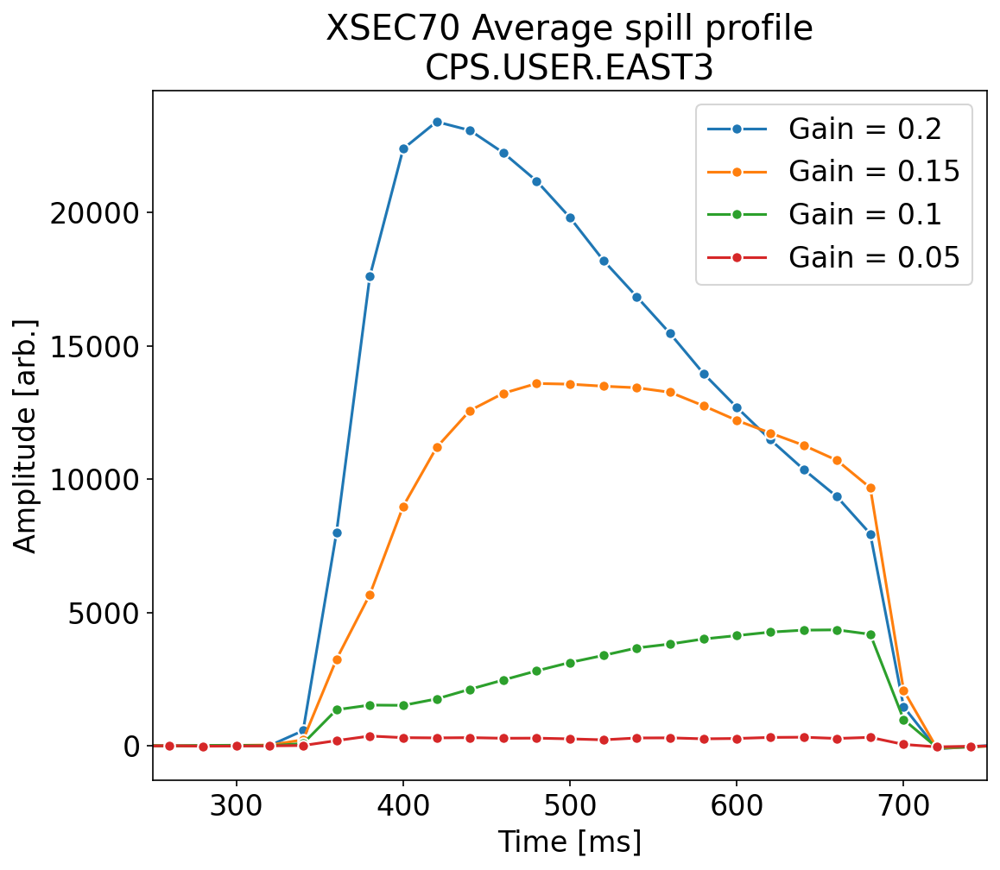 XSEC70 Average spill profile
CPS.USER.EAST3
Gain = 0.2
Gain = 0.15
Gain = 0.1
Gain = 0.05
Amplitude [arb.]
20000
15000
10000
5000
0
300 400 500 600 700
Time [ms]